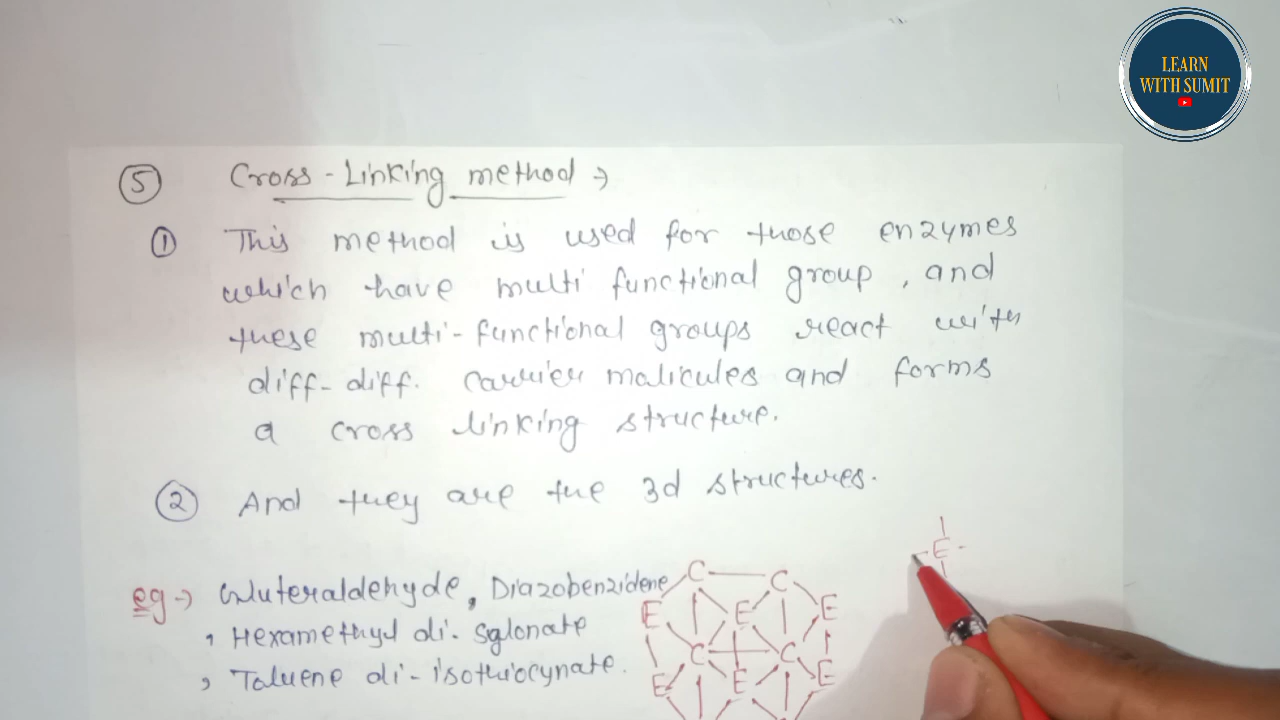 LEARN
WITH SUMIT
5 Cross-Linking method →
① This method is used for those enzymes
which have multi functional group, and
these multi-functional groups react with
diff-diff. carrier malicules and forms
a cross linking structure.
② And they are the 3d structures.
eg → Gluteraldehyde, Diazobenzidene
, Hexamethyl di. Sylonate
, Toluene di-isothiocynate.
C C
E E E
C C
E E E
E